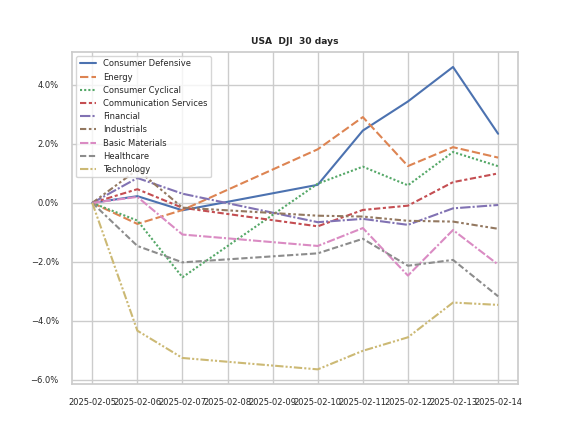 USA DJI 30 days
Consumer Defensive
Energy
Consumer Cyclical
Communication Services
Financial
Industrials
Basic Materials
Healthcare
Technology
4.0%
2.0%
0.0%
−2.0%
−4.0%
−6.0%
2025-02-05 2025-02-06 2025-02-07 2025-02-08 2025-02-09 2025-02-10 2025-02-11 2025-02-12 2025-02-13 2025-02-14